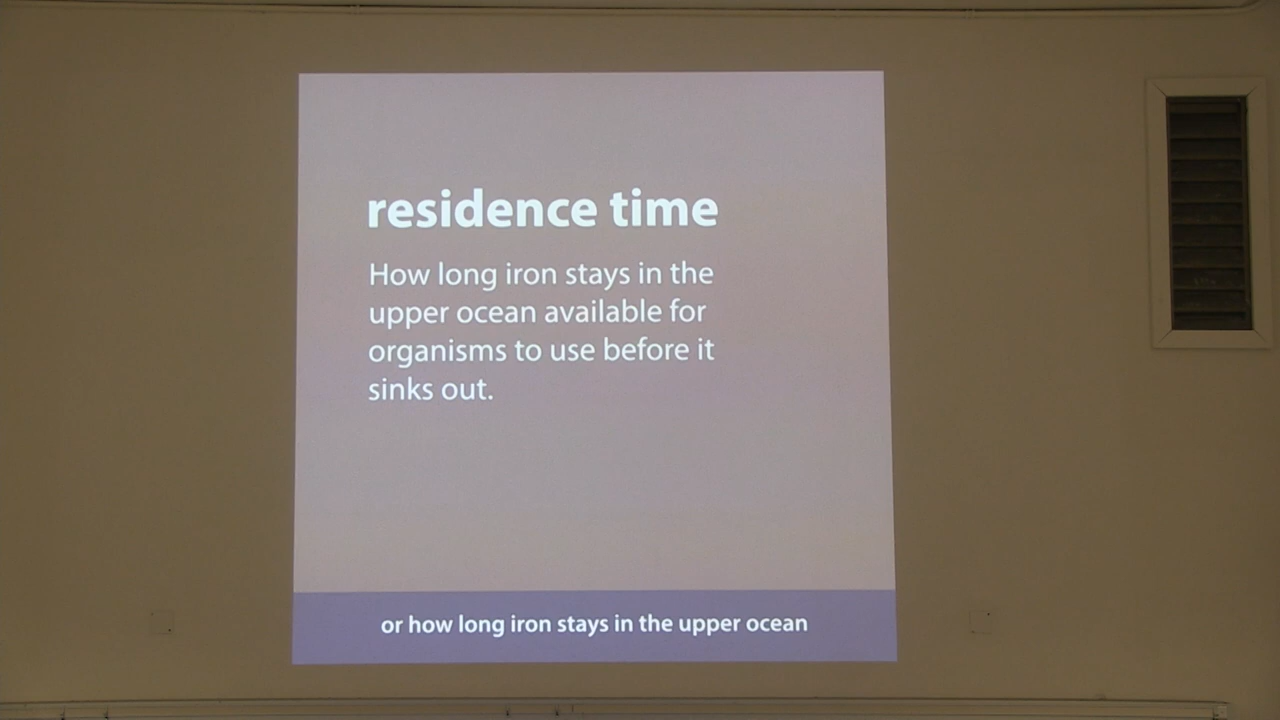 residence time
How long iron stays in the
upper ocean available for
organisms to use before it
sinks out.
or how long iron stays in the upper ocean